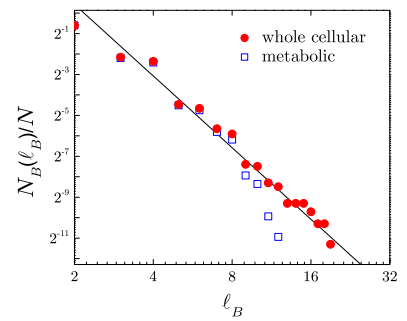 whole cellular
metabolic
N_B(ℓ_B)/N
2^-1
2^-3
2^-5
2^-7
2^-9
2^-11
2 4 8 16 32
ℓ_B